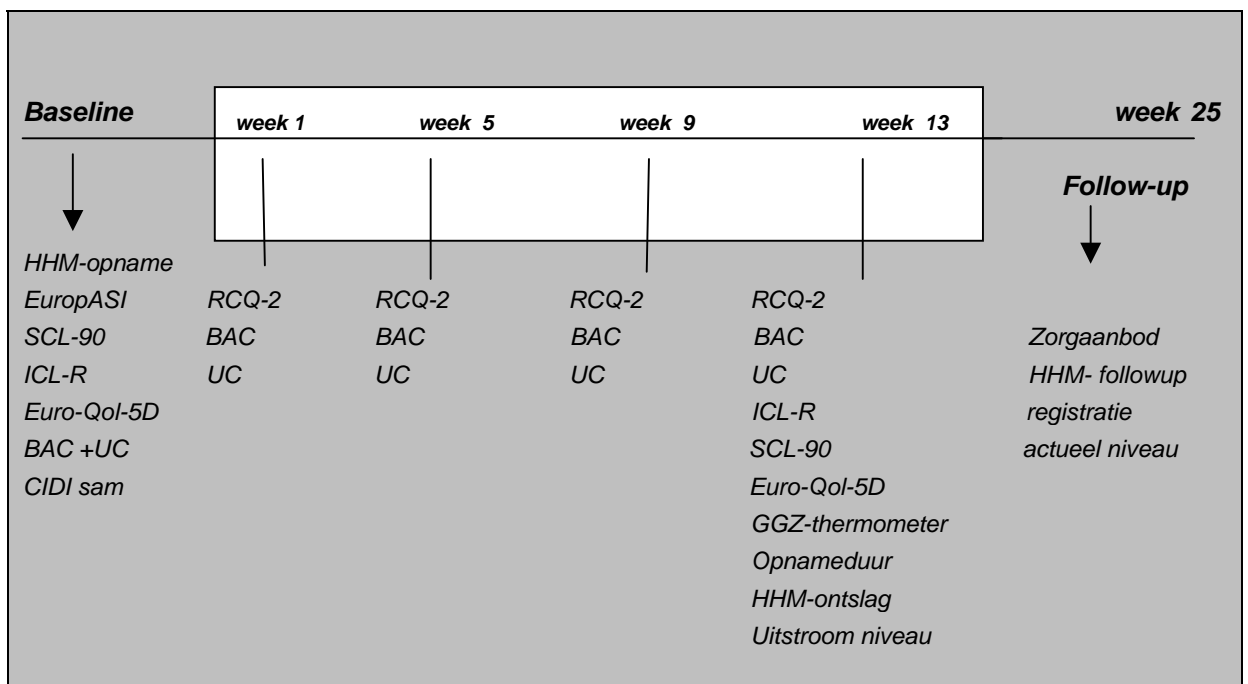 Baseline
week 1
week 5
week 9
week 13
week 25
Follow-up
HHM-opname
EuropASI
SCL-90
ICL-R
Euro-Qol-5D
BAC +UC
CIDI sam
RCQ-2
BAC
UC
RCQ-2
BAC
UC
RCQ-2
BAC
UC
RCQ-2
BAC
UC
ICL-R
SCL-90
Euro-Qol-5D
GGZ-thermometer
Opnameduur
HHM-ontslag
Uitstroom niveau
Zorgaanbod
HHM- followup
registratie
actueel niveau